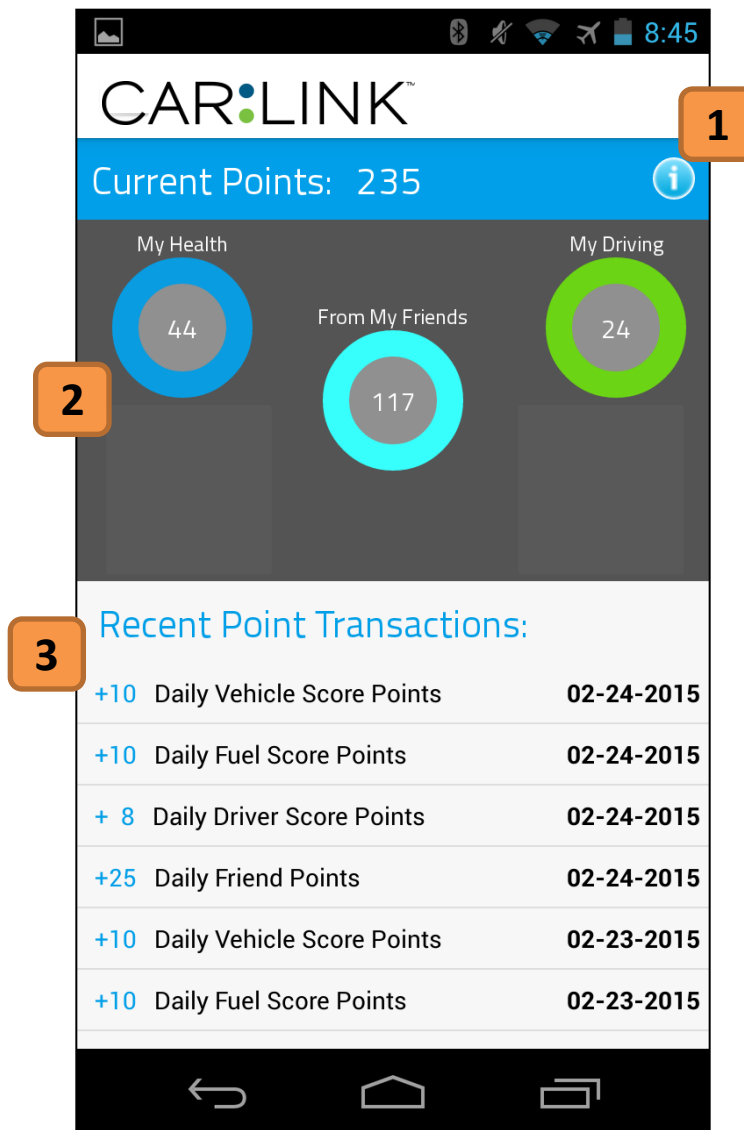 8:45
CAR:LINK™
1
Current Points: 235
i
My Health
My Driving
44
From My Friends
24
117
2
Recent Point Transactions:
3
+10 Daily Vehicle Score Points 02-24-2015
+10 Daily Fuel Score Points 02-24-2015
+ 8 Daily Driver Score Points 02-24-2015
+25 Daily Friend Points 02-24-2015
+10 Daily Vehicle Score Points 02-23-2015
+10 Daily Fuel Score Points 02-23-2015